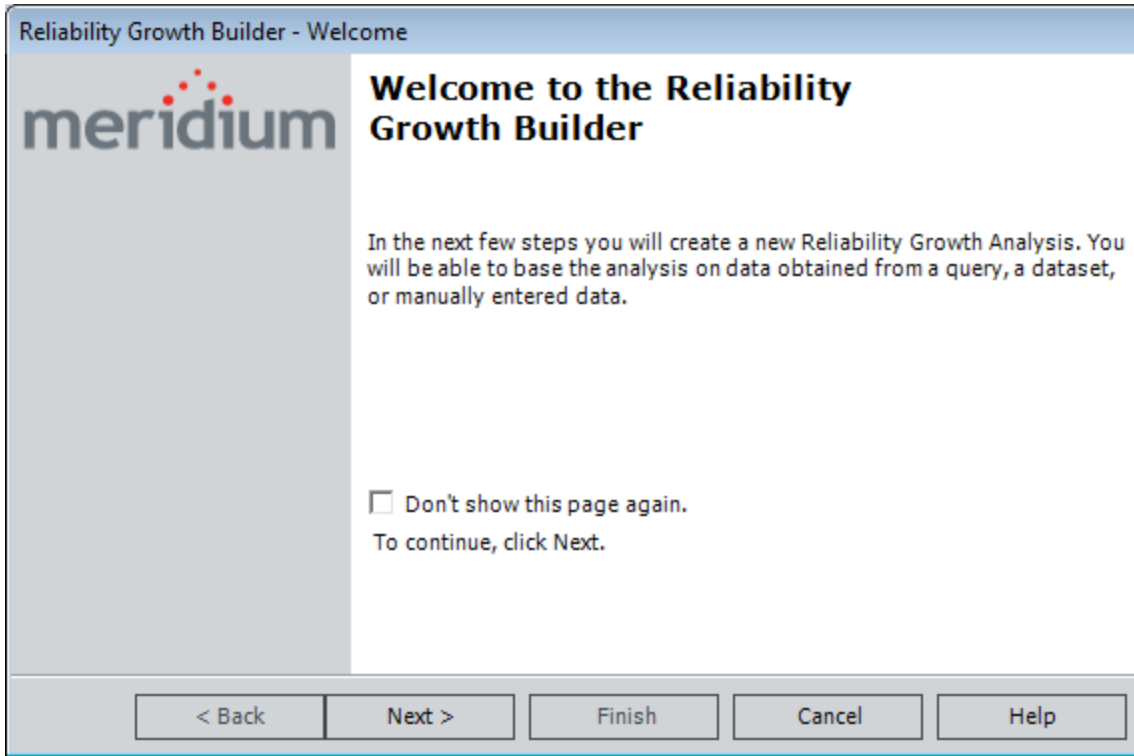 Reliability Growth Builder - Welcome
meridium
Welcome to the Reliability
Growth Builder
In the next few steps you will create a new Reliability Growth Analysis. You
will be able to base the analysis on data obtained from a query, a dataset,
or manually entered data.
Don't show this page again.
To continue, click Next.
< Back
Next >
Finish
Cancel
Help